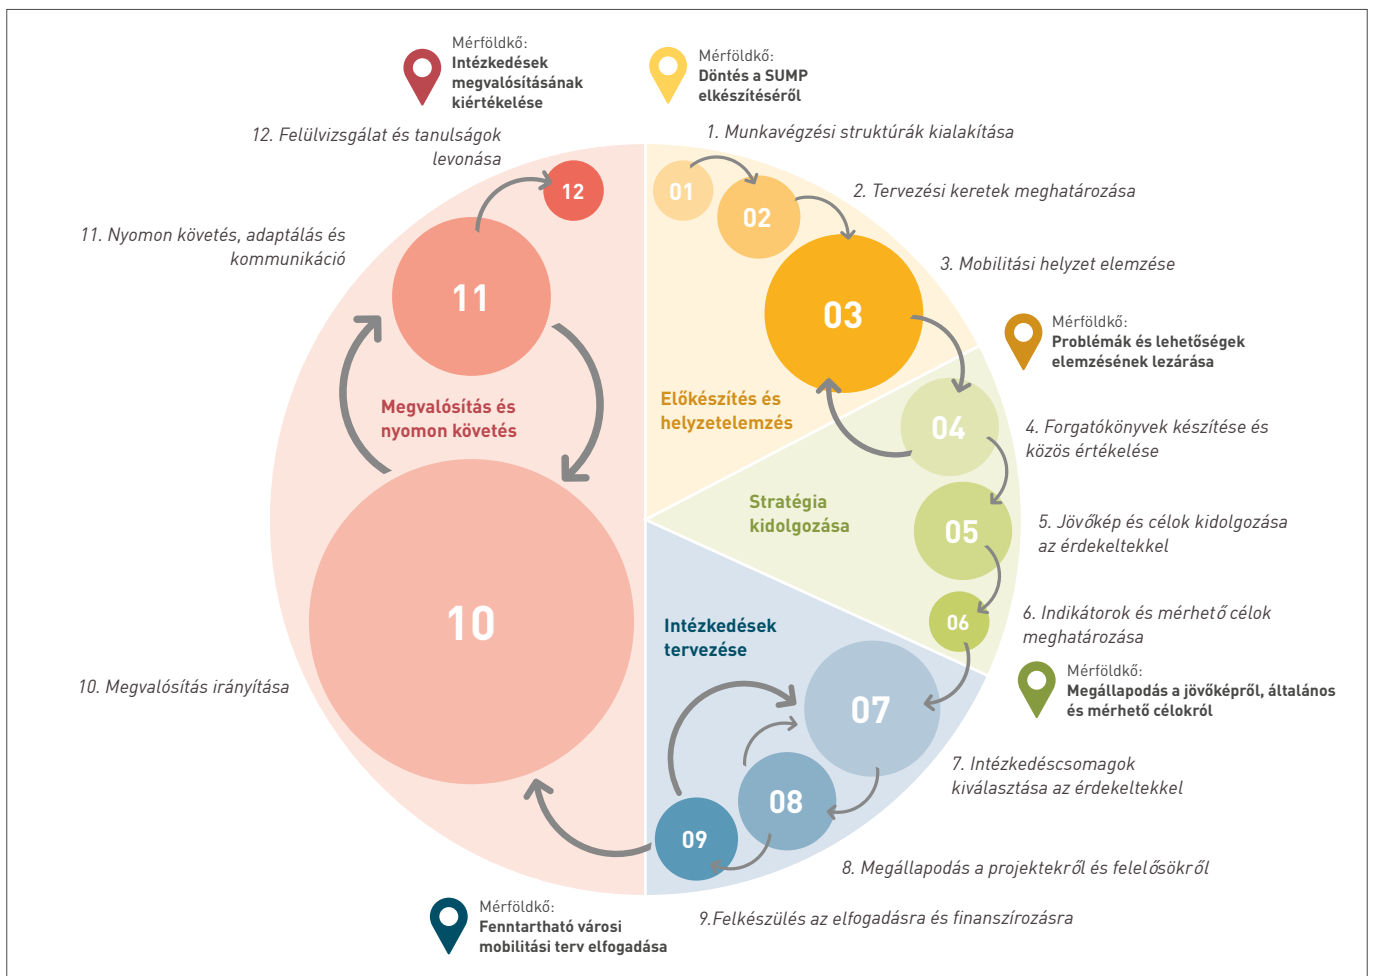 Mérföldkő:
Intézkedések
megvalósításának
kiértékelése
Mérföldkő:
Döntés a SUMP
elkészítéséről
12. Felülvizsgálat és tanulságok
levonása
1. Munkavégzési struktúrák kialakítása
12
01
02
2. Tervezési keretek meghatározása
11. Nyomon követés, adaptálás és
kommunikáció
3. Mobilitási helyzet elemzése
11
03
Mérföldkő:
Problémák és lehetőségek
elemzésének lezárása
Megvalósítás és
nyomon követés
Előkészítés és
helyzetelemzés
04
4. Forgatókönyvek készítése és
közös értékelése
Stratégia
kidolgozása
05
5. Jövőkép és célok kidolgozása
az érdekeltekkel
10
06
6. Indikátorok és mérhető célok
meghatározása
Intézkedések
tervezése
Mérföldkő:
Megállapodás a jövőképről, általános
és mérhető célokról
10. Megvalósítás irányítása
07
7. Intézkedéscsomagok
kiválasztása az érdekeltekkel
08
09
8. Megállapodás a projektekről és felelősökről
Mérföldkő:
Fenntartható városi
mobilitási terv elfogadása
9.Felkészülés az elfogadásra és finanszírozásra